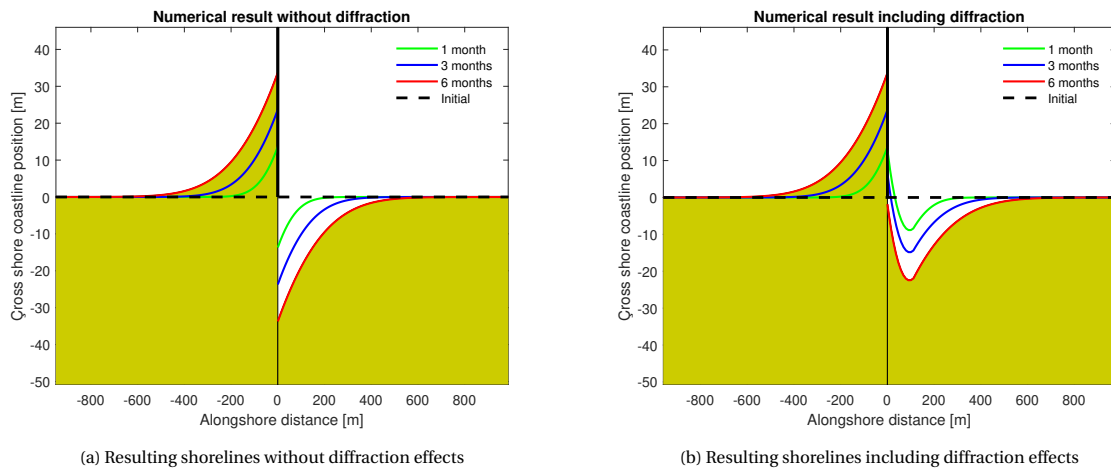 Numerical result without diffraction
40
30
20
10
0
-10
-20
-30
-40
-50
Cross shore coastline position [m]
1 month
3 months
6 months
Initial
-800 -600 -400 -200 0 200 400 600 800
Alongshore distance [m]
(a) Resulting shorelines without diffraction effects
Numerical result including diffraction
40
30
20
10
0
-10
-20
-30
-40
-50
Cross shore coastline position [m]
1 month
3 months
6 months
Initial
-800 -600 -400 -200 0 200 400 600 800
Alongshore distance [m]
(b) Resulting shorelines including diffraction effects